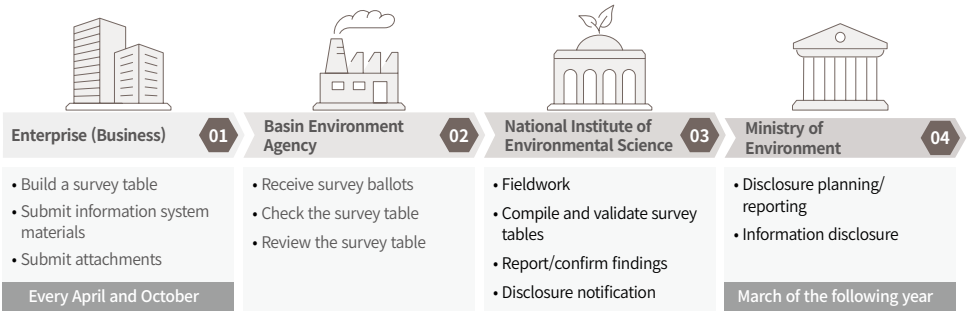 Enterprise (Business)
01
• Build a survey table
• Submit information system
materials
• Submit attachments
Every April and October
Basin Environment
Agency
02
• Receive survey ballots
• Check the survey table
• Review the survey table
National Institute of
Environmental Science
03
• Fieldwork
• Compile and validate survey
tables
• Report/confirm findings
• Disclosure notification
Ministry of
Environment
04
• Disclosure planning/
reporting
• Information disclosure
March of the following year